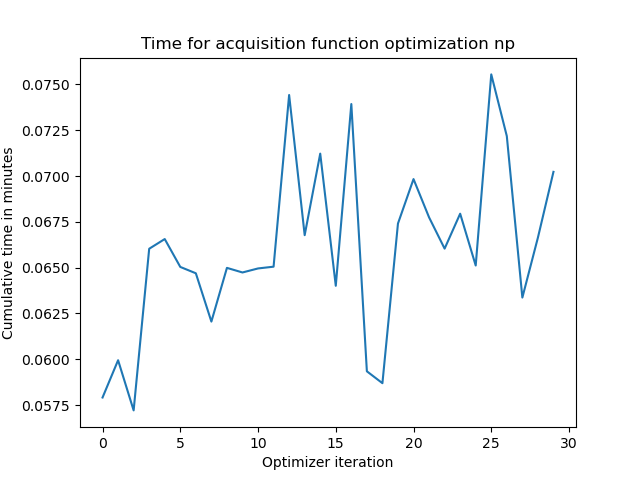 Time for acquisition function optimization np
Cumulative time in minutes
0.0750
0.0725
0.0700
0.0675
0.0650
0.0625
0.0600
0.0575
0 5 10 15 20 25 30
Optimizer iteration